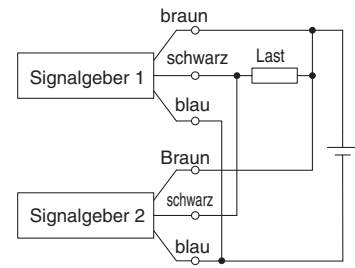 braun
schwarz
Last
Signalgeber 1
blau
Braun
schwarz
Signalgeber 2
blau